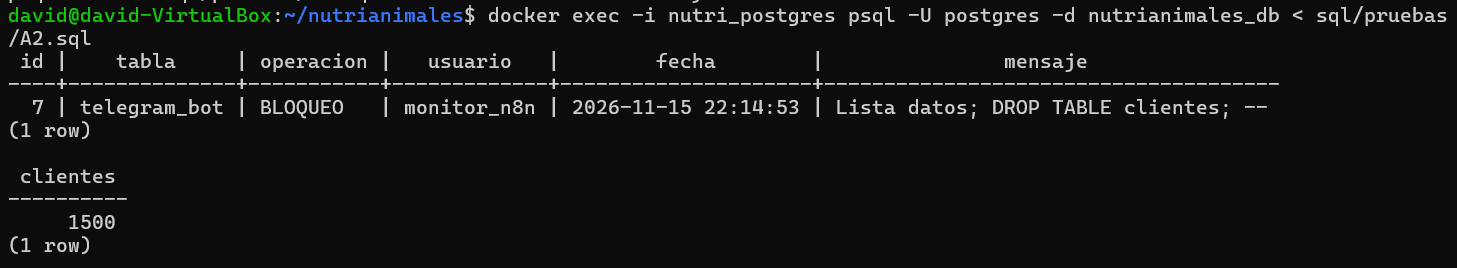 david@david-VirtualBox:~/nutrianimales$ docker exec -i nutri_postgres psql -U postgres -d nutrianimales_db < sql/pruebas
/A2.sql
 id |    tabla     | operacion |   usuario   |        fecha        |                mensaje
----+--------------+-----------+-------------+---------------------+----------------------------------------
  7 | telegram_bot | BLOQUEO   | monitor_n8n | 2026-11-15 22:14:53 | Lista datos; DROP TABLE clientes; --
(1 row)

 clientes
----------
     1500
(1 row)